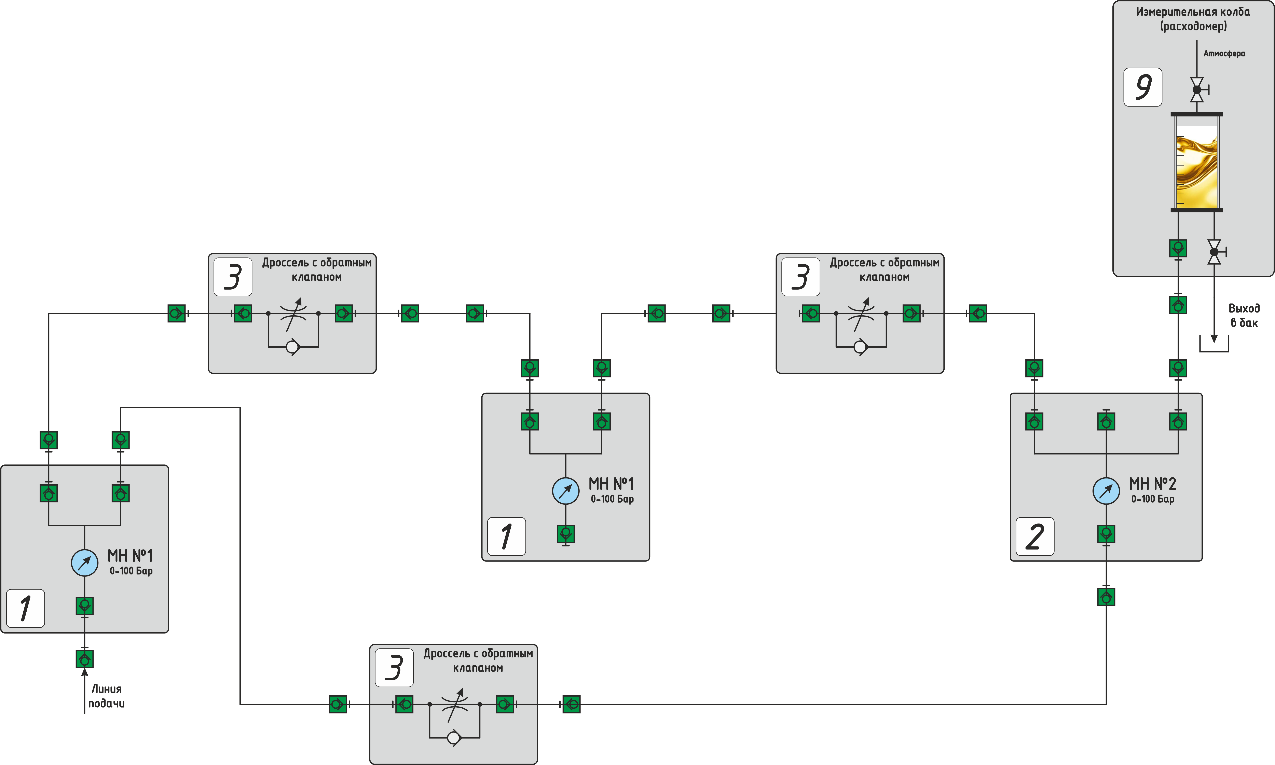 Измерительная колба
(расходомер)
Атмосфера
9
Выход
в бак
3
Дроссель с обратным
клапаном
3
Дроссель с обратным
клапаном
МН №1
0-100 Бар
1
МН №2
0-100 Бар
2
МН №1
0-100 Бар
1
Линия
подачи
3
Дроссель с обратным
клапаном